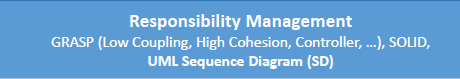 Responsibility Management
GRASP (Low Coupling, High Cohesion, Controller, ...), SOLID,
UML Sequence Diagram (SD)